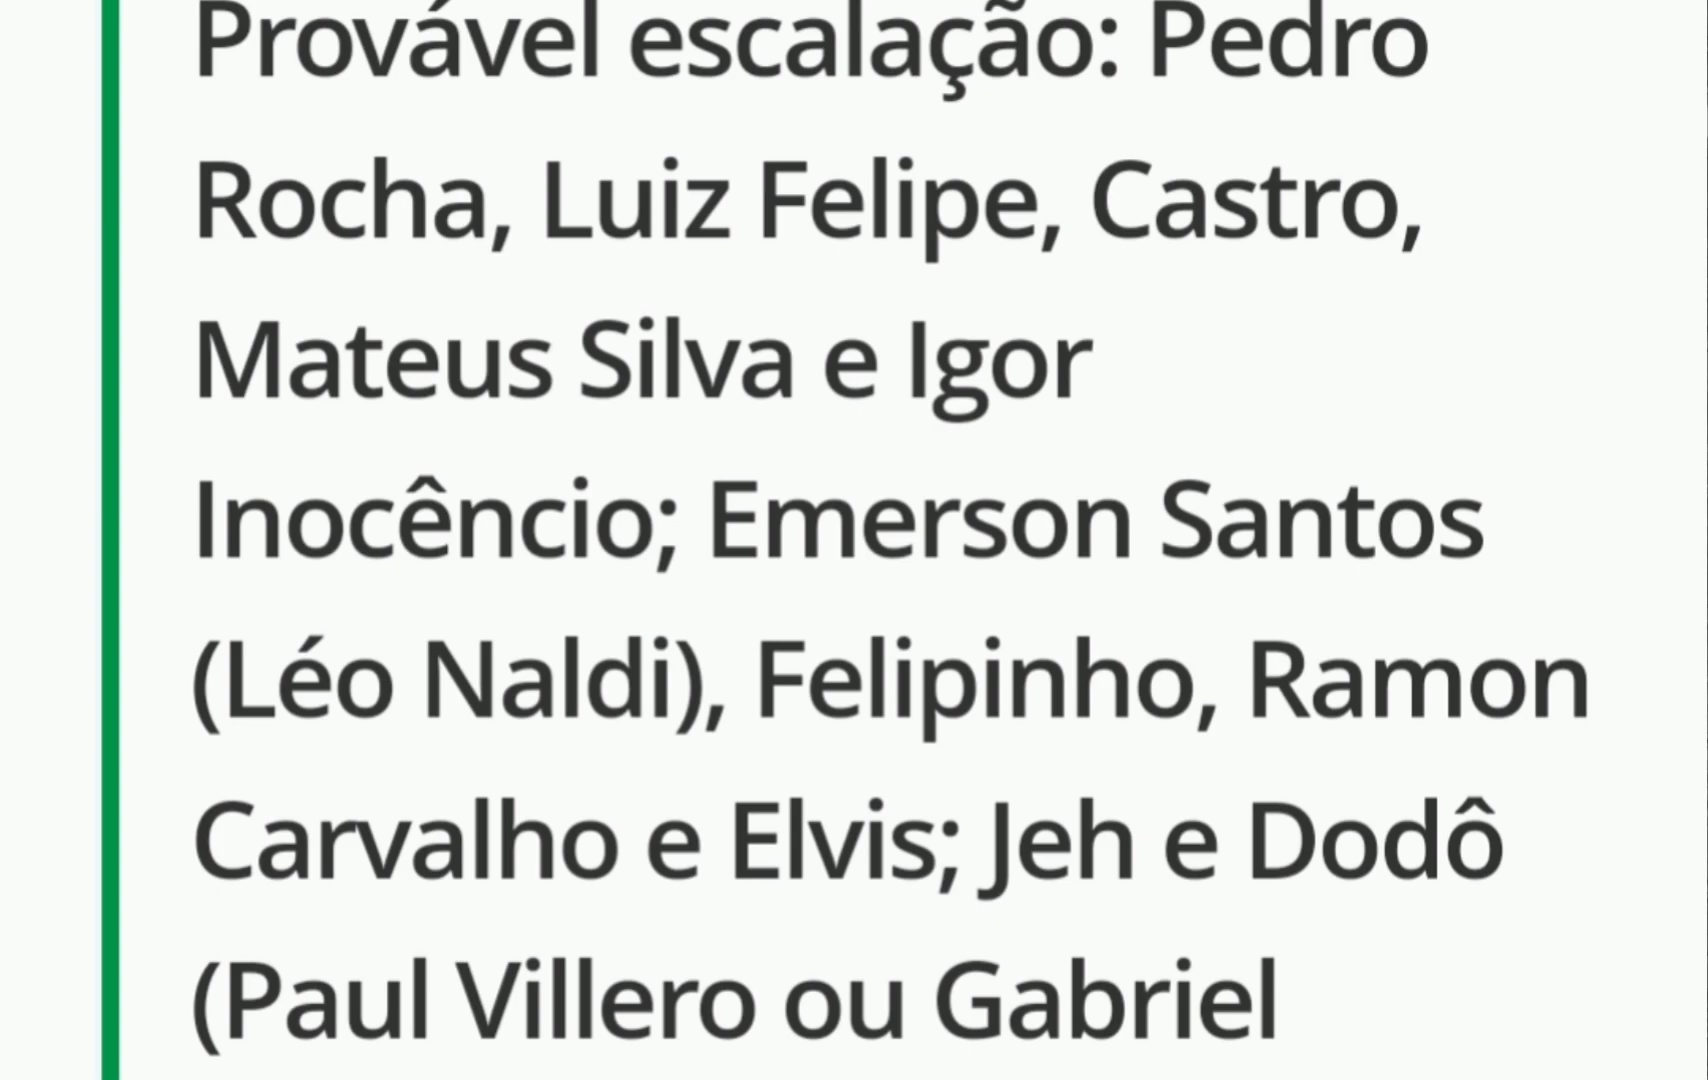 Provável escalação: Pedro
Rocha, Luiz Felipe, Castro,
Mateus Silva e Igor
Inocêncio; Emerson Santos
(Léo Naldi), Felipinho, Ramon
Carvalho e Elvis; Jeh e Dodô
(Paul Villero ou Gabriel